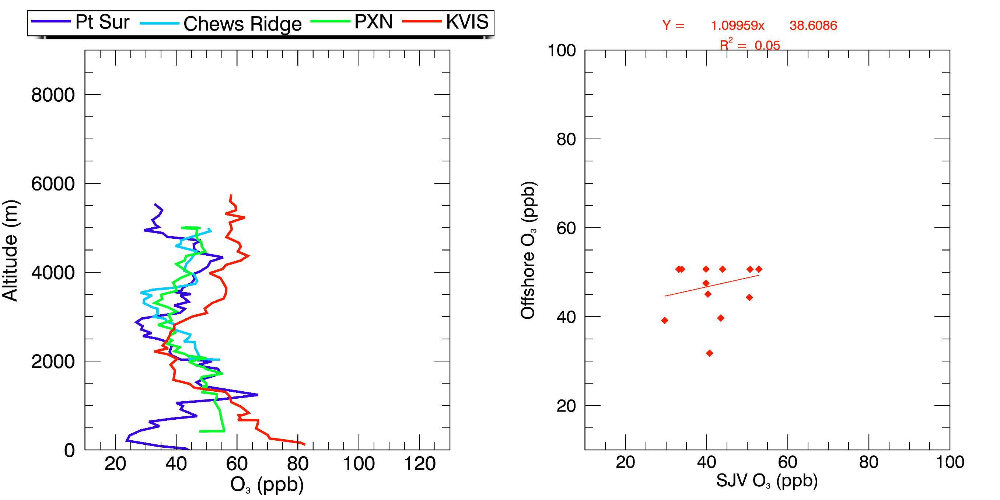 Pt Sur Chews Ridge PXN KVIS
8000
6000
4000
2000
0
20 40 60 80 100 120
Altitude (m)
O₃ (ppb)
Y = 1.09959x 38.6086
R² = 0.05
100
80
60
40
20
20 40 60 80 100
Offshore O₃ (ppb)
SJV O₃ (ppb)